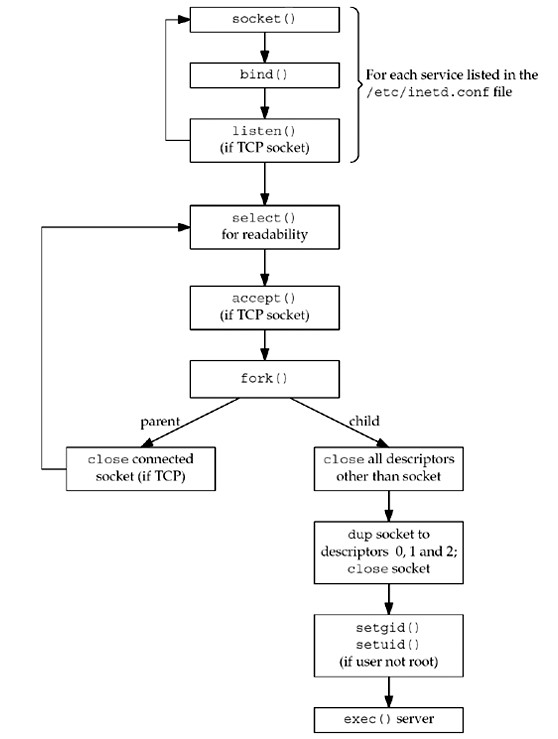 socket()
bind()
For each service listed in the
/etc/inetd.conf file
listen()
(if TCP socket)
select()
for readability
accept()
(if TCP socket)
fork()
parent
child
close connected
socket (if TCP)
close all descriptors
other than socket
dup socket to
descriptors 0, 1 and 2;
close socket
setgid()
setuid()
(if user not root)
exec() server